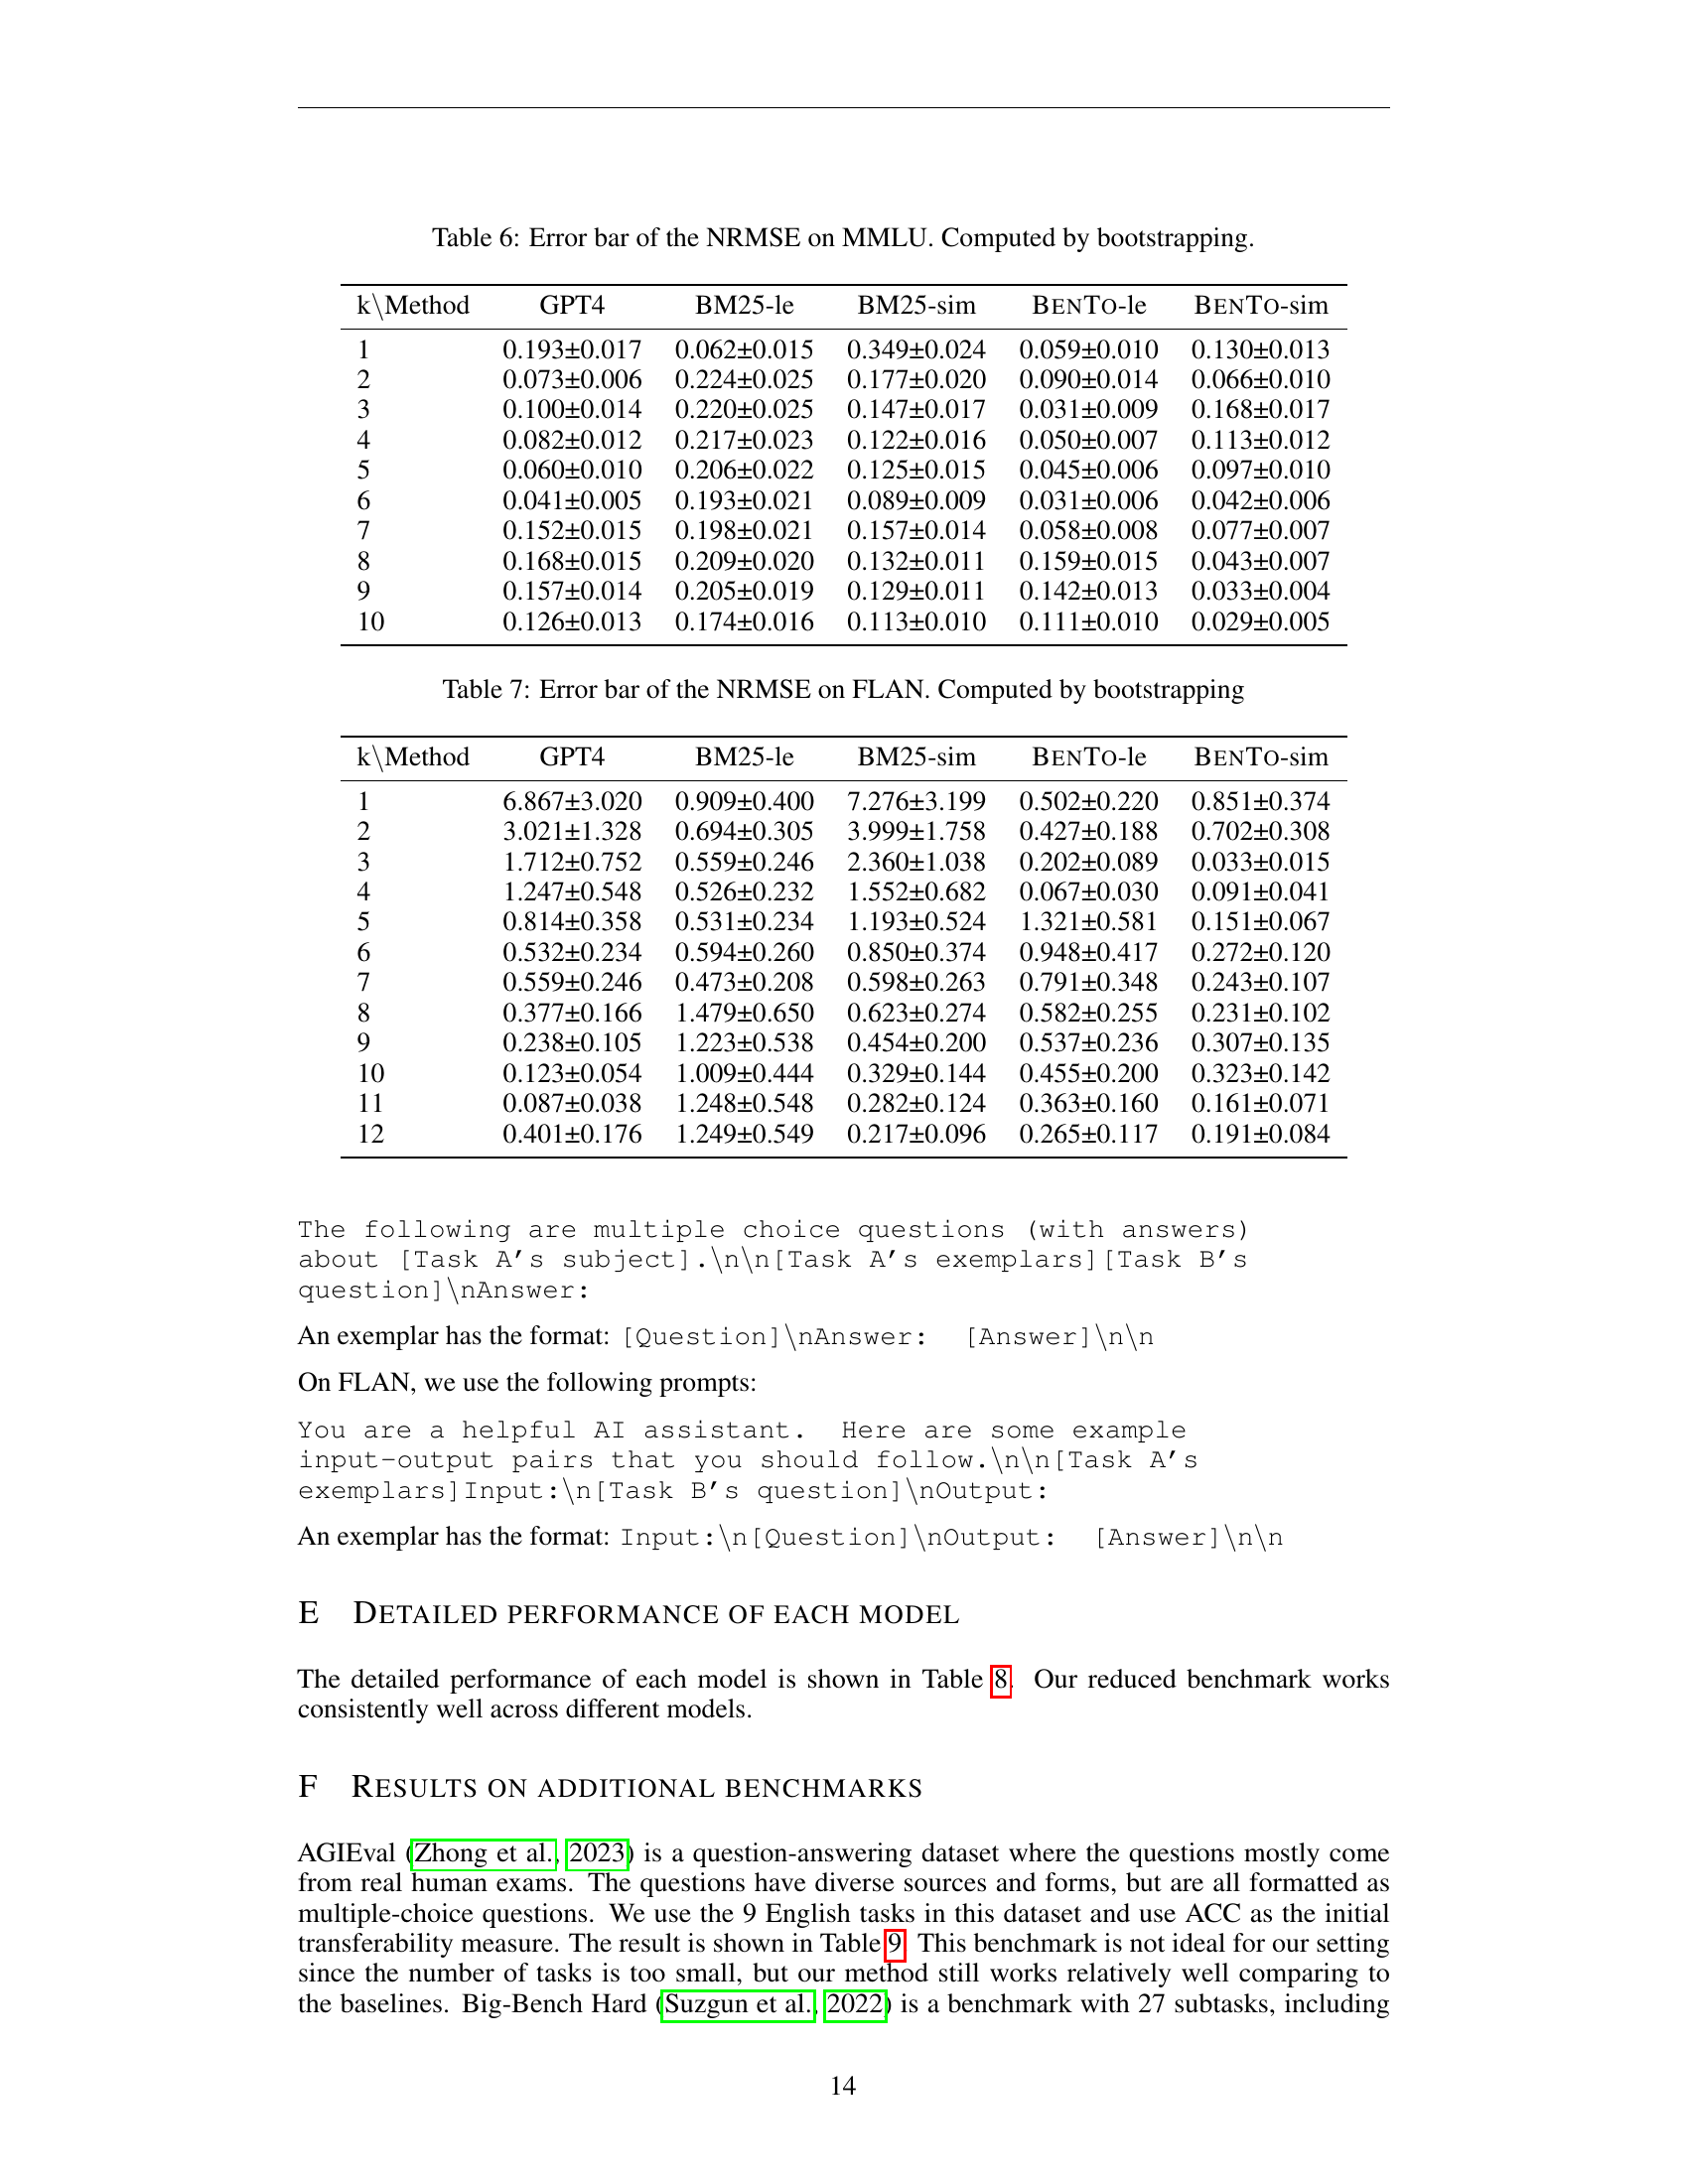 Table 6: Error bar of the NRMSE on MMLU. Computed by bootstrapping.
k\Method GPT4 BM25-le BM25-sim BENTO-le BENTO-sim
1 0.193±0.017 0.062±0.015 0.349±0.024 0.059±0.010 0.130±0.013
2 0.073±0.006 0.224±0.025 0.177±0.020 0.090±0.014 0.066±0.010
3 0.100±0.014 0.220±0.025 0.147±0.017 0.031±0.009 0.168±0.017
4 0.082±0.012 0.217±0.023 0.122±0.016 0.050±0.007 0.113±0.012
5 0.060±0.010 0.206±0.022 0.125±0.015 0.045±0.006 0.097±0.010
6 0.041±0.005 0.193±0.021 0.089±0.009 0.031±0.006 0.042±0.006
7 0.152±0.015 0.198±0.021 0.157±0.014 0.058±0.008 0.077±0.007
8 0.168±0.015 0.209±0.020 0.132±0.011 0.159±0.015 0.043±0.007
9 0.157±0.014 0.205±0.019 0.129±0.011 0.142±0.013 0.033±0.004
10 0.126±0.013 0.174±0.016 0.113±0.010 0.111±0.010 0.029±0.005
Table 7: Error bar of the NRMSE on FLAN. Computed by bootstrapping
k\Method GPT4 BM25-le BM25-sim BENTO-le BENTO-sim
1 6.867±3.020 0.909±0.400 7.276±3.199 0.502±0.220 0.851±0.374
2 3.021±1.328 0.694±0.305 3.999±1.758 0.427±0.188 0.702±0.308
3 1.712±0.752 0.559±0.246 2.360±1.038 0.202±0.089 0.033±0.015
4 1.247±0.548 0.526±0.232 1.552±0.682 0.067±0.030 0.091±0.041
5 0.814±0.358 0.531±0.234 1.193±0.524 1.321±0.581 0.151±0.067
6 0.532±0.234 0.594±0.260 0.850±0.374 0.948±0.417 0.272±0.120
7 0.559±0.246 0.473±0.208 0.598±0.263 0.791±0.348 0.243±0.107
8 0.377±0.166 1.479±0.650 0.623±0.274 0.582±0.255 0.231±0.102
9 0.238±0.105 1.223±0.538 0.454±0.200 0.537±0.236 0.307±0.135
10 0.123±0.054 1.009±0.444 0.329±0.144 0.455±0.200 0.323±0.142
11 0.087±0.038 1.248±0.548 0.282±0.124 0.363±0.160 0.161±0.071
12 0.401±0.176 1.249±0.549 0.217±0.096 0.265±0.117 0.191±0.084
The following are multiple choice questions (with answers)
about [Task A's subject].\n\n[Task A's exemplars][Task B's
question]\nAnswer:
An exemplar has the format: [Question]\nAnswer: [Answer]\n\n
On FLAN, we use the following prompts:
You are a helpful AI assistant. Here are some example
input-output pairs that you should follow.\n\n[Task A's
exemplars]Input:\n[Task B's question]\nOutput:
An exemplar has the format: Input:\n[Question]\nOutput: [Answer]\n\n
E DETAILED PERFORMANCE OF EACH MODEL
The detailed performance of each model is shown in Table 8. Our reduced benchmark works
consistently well across different models.
F RESULTS ON ADDITIONAL BENCHMARKS
AGIEval (Zhong et al., 2023) is a question-answering dataset where the questions mostly come
from real human exams. The questions have diverse sources and forms, but are all formatted as
multiple-choice questions. We use the 9 English tasks in this dataset and use ACC as the initial
transferability measure. The result is shown in Table 9. This benchmark is not ideal for our setting
since the number of tasks is too small, but our method still works relatively well comparing to
the baselines. Big-Bench Hard (Suzgun et al., 2022) is a benchmark with 27 subtasks, including
14